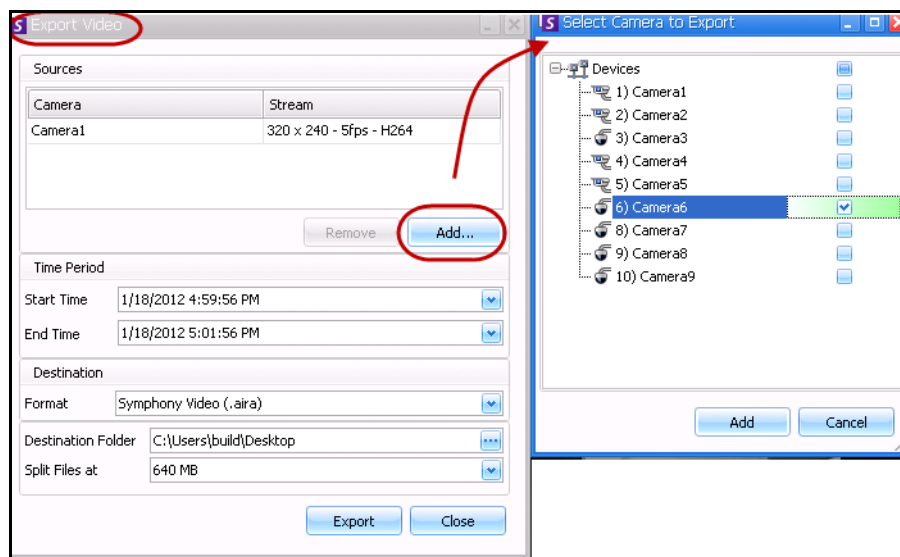 Export Video
Sources
Camera Stream
Camera1 320 x 240 - 5fps - H264
Remove Add...
Time Period
Start Time 1/18/2012 4:59:56 PM
End Time 1/18/2012 5:01:56 PM
Destination
Format Symphony Video (.aira)
Destination Folder C:\Users\build\Desktop
Split Files at 640 MB
Export Close
Select Camera to Export
Devices
1) Camera1
2) Camera2
3) Camera3
4) Camera4
5) Camera5
6) Camera6
8) Camera7
9) Camera8
10) Camera9
Add Cancel